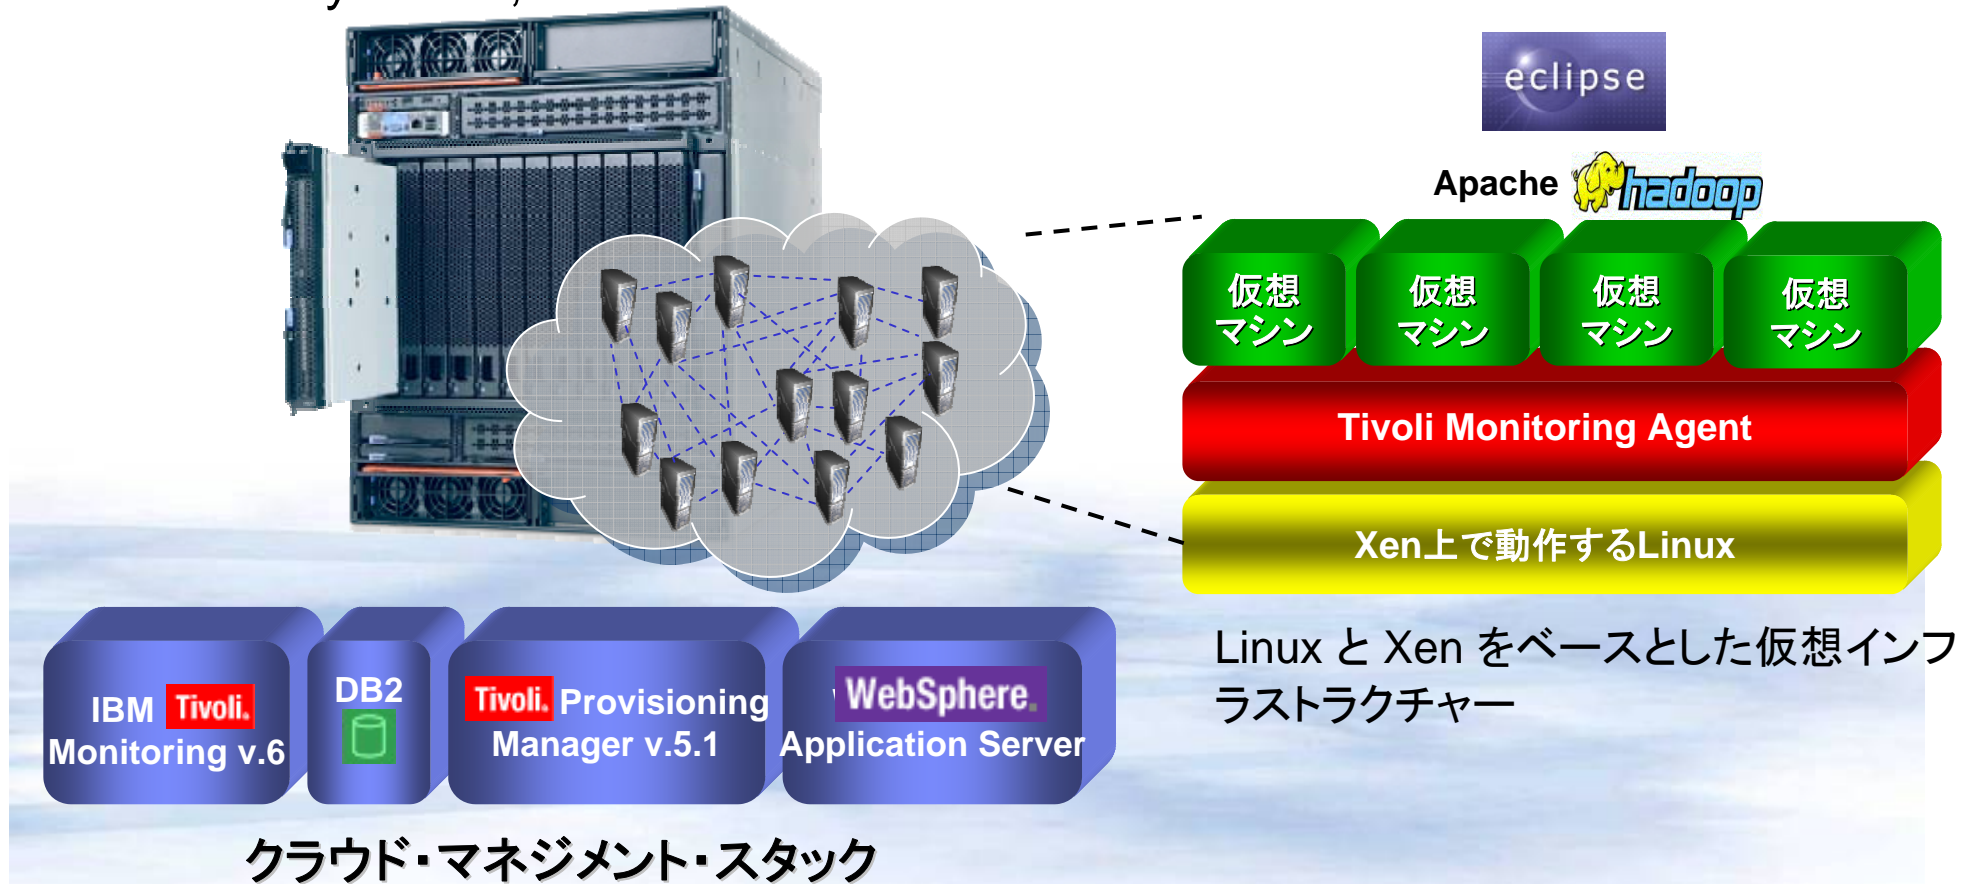 eclipse
Apache hadoop
仮想
マシン
仮想
マシン
仮想
マシン
仮想
マシン
Tivoli Monitoring Agent
Xen上で動作するLinux
Linux と Xen をベースとした仮想インフ
ラストラクチャー
IBM Tivoli.
Monitoring v.6
DB2
Tivoli. Provisioning
Manager v.5.1
WebSphere.
Application Server
クラウド・マネジメント・スタック